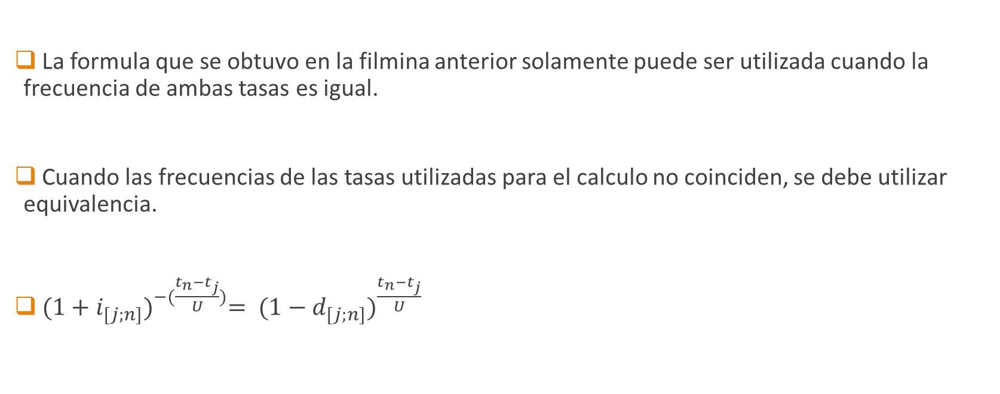 ❑ La formula que se obtuvo en la filmina anterior solamente puede ser utilizada cuando la
frecuencia de ambas tasas es igual.
❑ Cuando las frecuencias de las tasas utilizadas para el calculo no coinciden, se debe utilizar
equivalencia.
❑ $(1 + i_{[j;n]})^{-(\frac{t_n - t_j}{U})} = (1 - d_{[j;n]})^{\frac{t_n - t_j}{U}}$